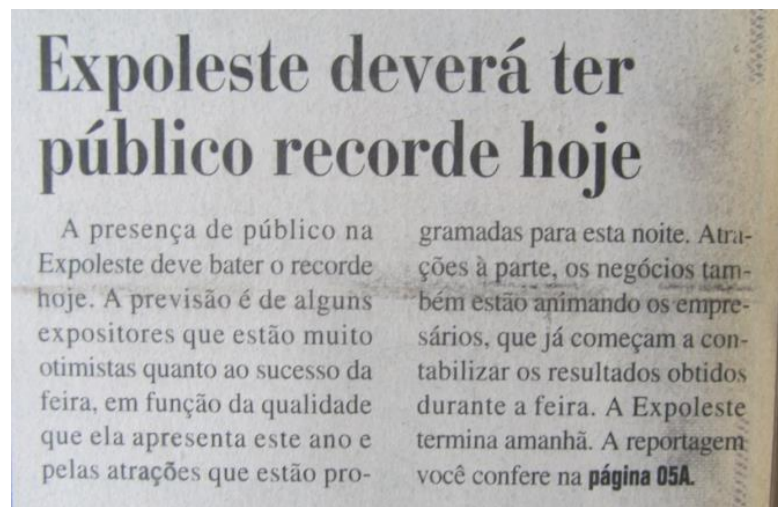 Expoleste deverá ter
público recorde hoje
A presença de público na
Expoleste deve bater o recorde
hoje. A previsão é de alguns
expositores que estão muito
otimistas quanto ao sucesso da
feira, em função da qualidade
que ela apresenta este ano e
pelas atrações que estão pro-
gramadas para esta noite. Atra-
ções à parte, os negócios tam-
bém estão animando os empre-
sários, que já começam a con-
tabilizar os resultados obtidos
durante a feira. A Expoleste
termina amanhã. A reportagem
você confere na página 05A.